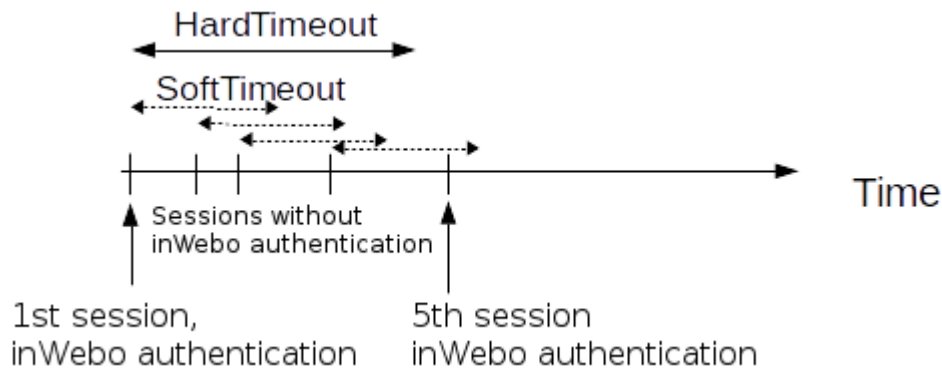 HardTimeout
SoftTimeout
Time
Sessions without
inWebo authentication
1st session,
inWebo authentication
5th session
inWebo authentication